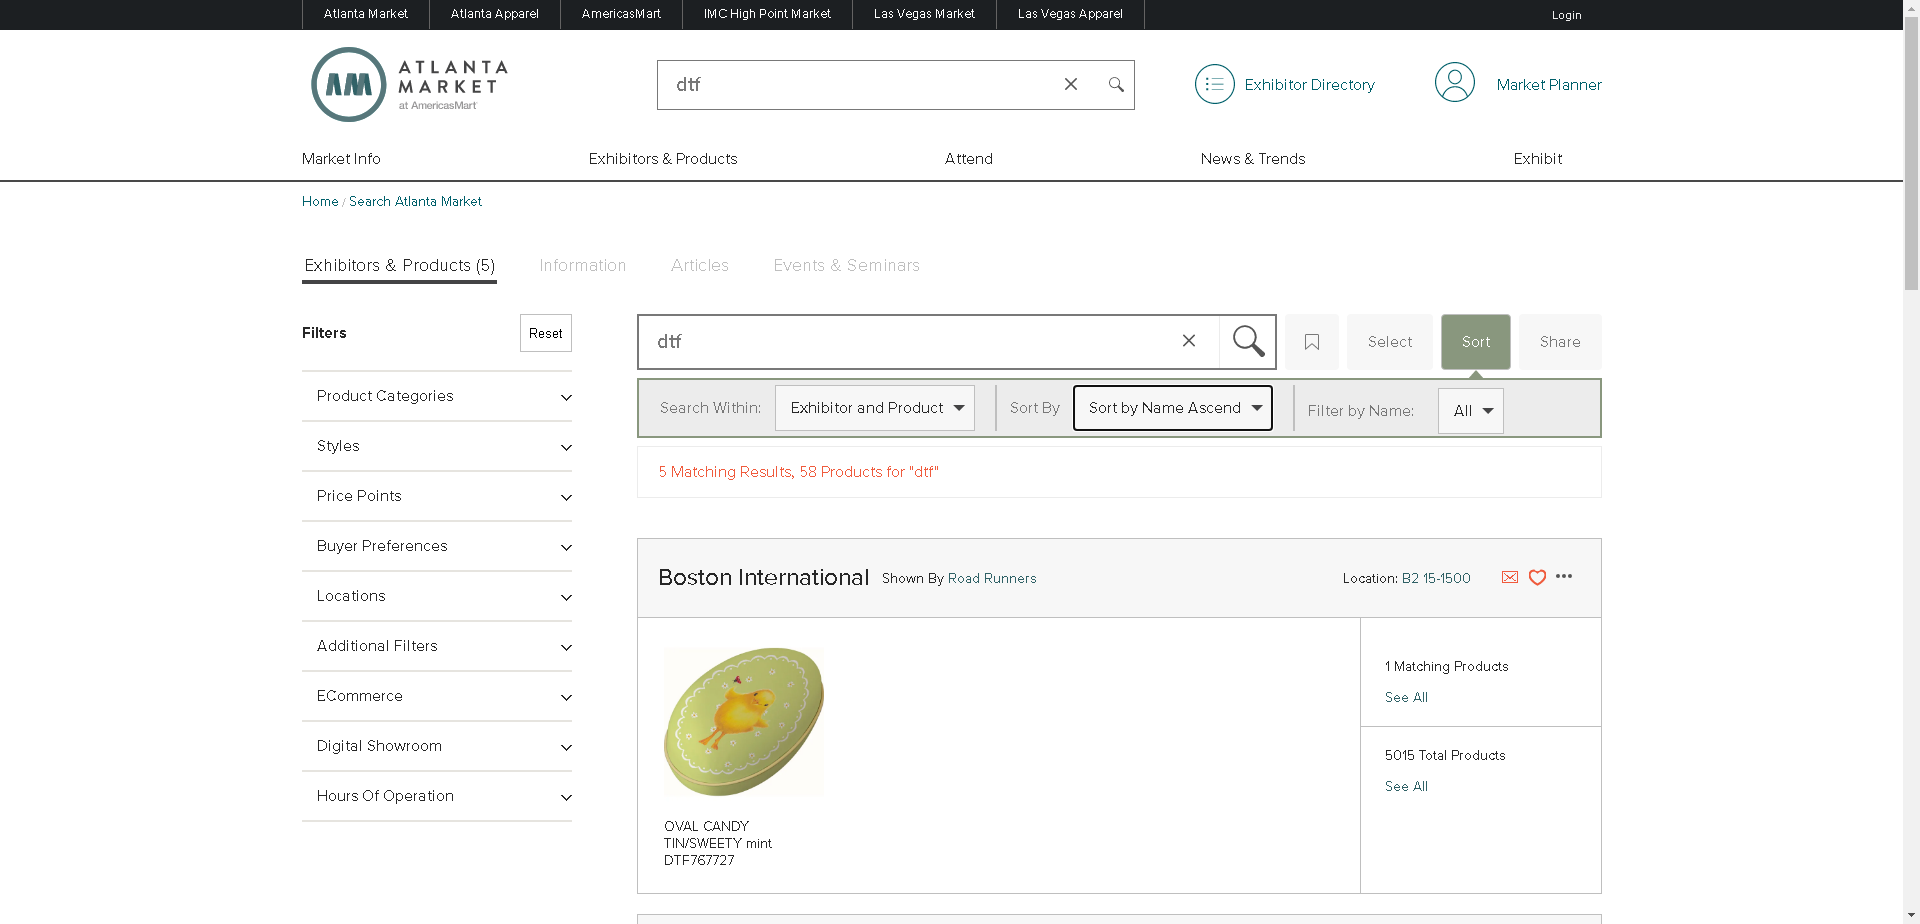 Atlanta Market
Atlanta Apparel
AmericasMart
IMC High Point Market
Las Vegas Market
Las Vegas Apparel
Login
AM
ATLANTA
MARKET
at AmericasMart
dtf
Exhibitor Directory
Market Planner
Market Info
Exhibitors & Products
Attend
News & Trends
Exhibit
Home / Search Atlanta Market
Exhibitors & Products (5)
Information
Articles
Events & Seminars
Filters
Reset
Product Categories
Styles
Price Points
Buyer Preferences
Locations
Additional Filters
ECommerce
Digital Showroom
Hours Of Operation
dtf
Select
Sort
Share
Search Within:
Exhibitor and Product
Sort By
Sort by Name Ascend
Filter by Name:
All
5 Matching Results, 58 Products for "dtf"
Boston International
Shown By Road Runners
Location: B2 15-1500
OVAL CANDY
TIN/SWEETY mint
DTF767727
1 Matching Products
See All
5015 Total Products
See All